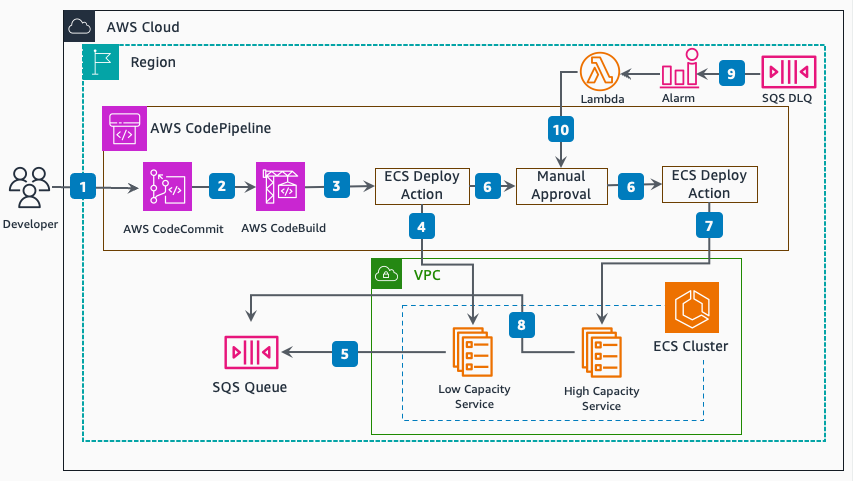 AWS Cloud
Region
9
Lambda
Alarm
SQS DLQ
AWS CodePipeline
10
1
2
3
ECS Deploy
Action
6
Manual
Approval
6
ECS Deploy
Action
Developer
AWS CodeCommit
AWS CodeBuild
4
7
VPC
8
ECS Cluster
5
SQS Queue
Low Capacity
Service
High Capacity
Service